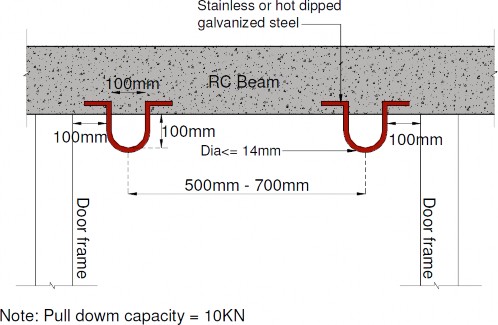 Stainless or hot dipped
galvanized steel
100mm
RC Beam
100mm
100mm
100mm
Dia<= 14mm
500mm - 700mm
Door frame
Door frame
Note: Pull dowm capacity = 10KN